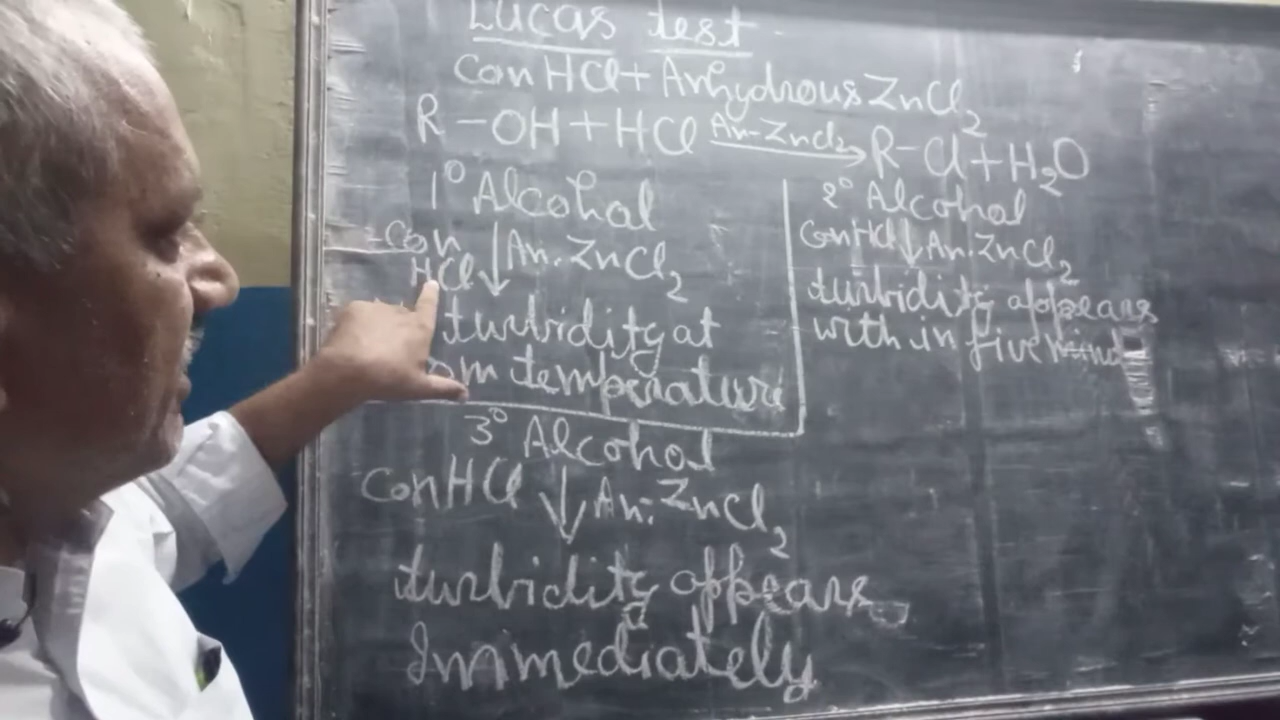 Lucas test
Con HCl + Anhydrous ZnCl2
R-OH + HCl An-ZnCl2 R-Cl + H2O
1° Alcohol
Con HCl An. ZnCl2
turbidity at
temperature
2° Alcohol
ConHCl An.ZnCl2
turbidity appears
with in five
3° Alcohol
Con HCl An. ZnCl2
turbidity appears
Immediately